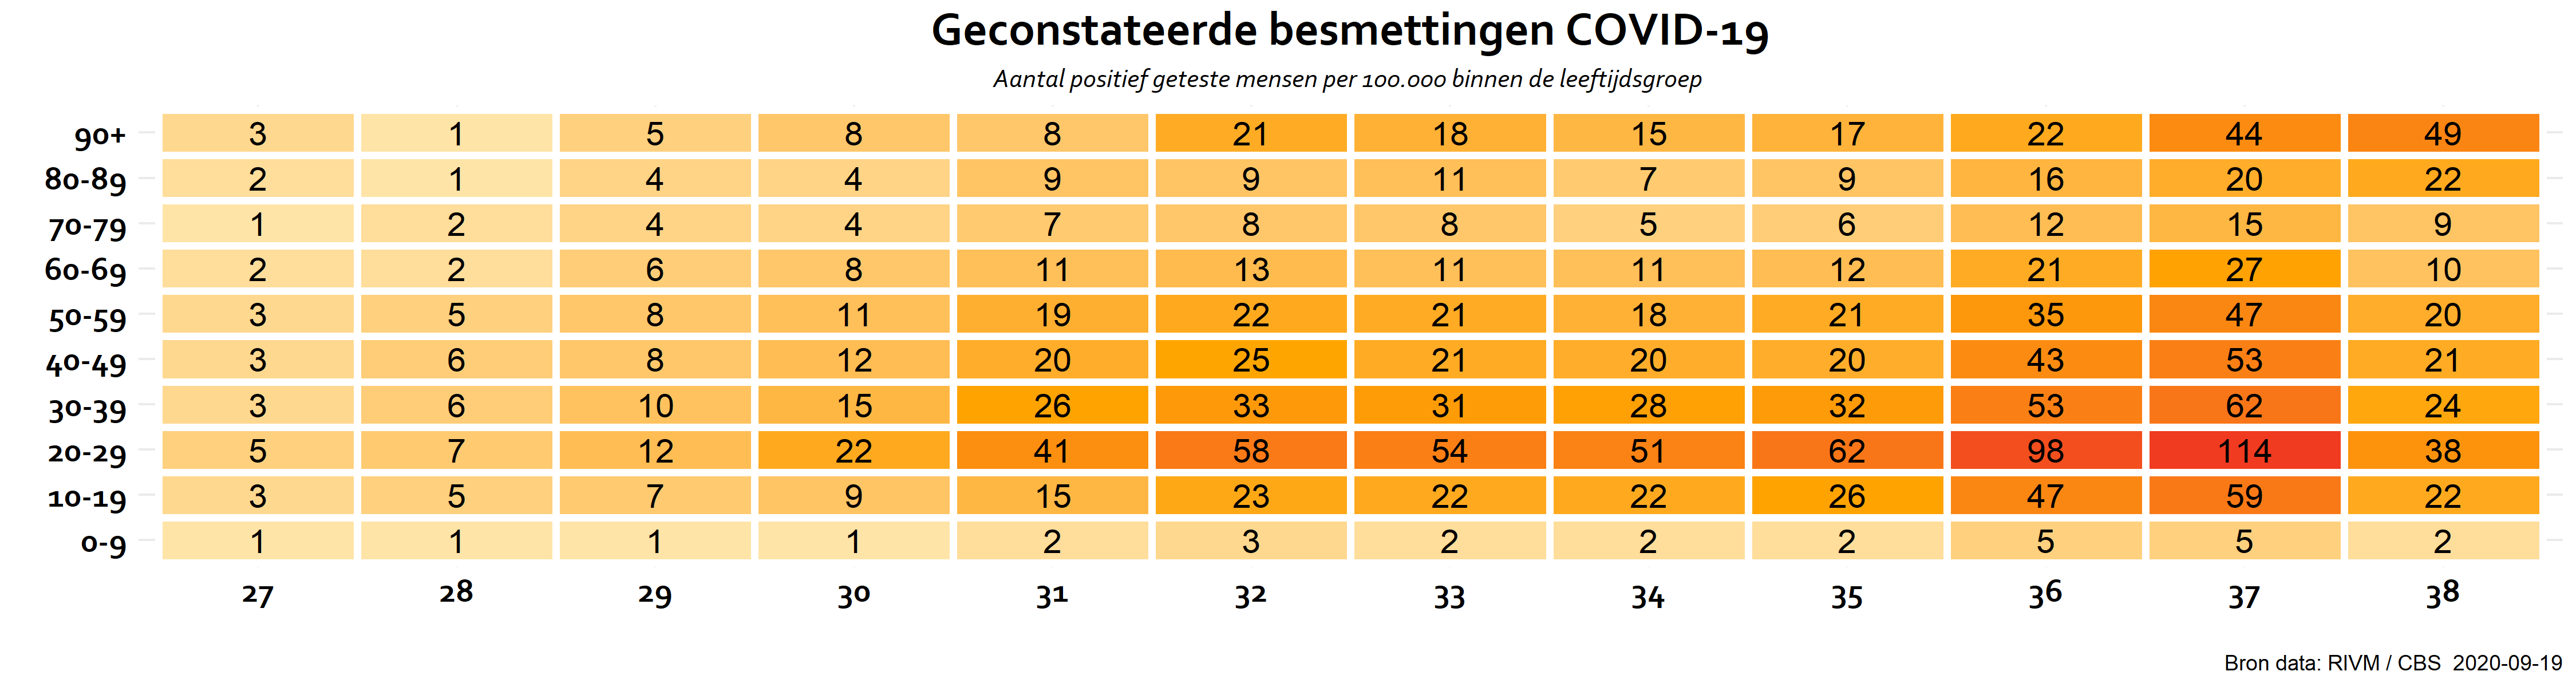 Geconstateerde besmettingen COVID-19
Aantal positief geteste mensen per 100.000 binnen de leeftijdsgroep
90+ 3 1 5 8 8 21 18 15 17 22 44 49
80-89 2 1 4 4 9 9 11 7 9 16 20 22
70-79 1 2 4 4 7 8 8 5 6 12 15 9
60-69 2 2 6 8 11 13 11 11 12 21 27 10
50-59 3 5 8 11 19 22 21 18 21 35 47 20
40-49 3 6 8 12 20 25 21 20 20 43 53 21
30-39 3 6 10 15 26 33 31 28 32 53 62 24
20-29 5 7 12 22 41 58 54 51 62 98 114 38
10-19 3 5 7 9 15 23 22 22 26 47 59 22
0-9 1 1 1 1 2 3 2 2 2 5 5 2
27 28 29 30 31 32 33 34 35 36 37 38
Bron data: RIVM / CBS  2020-09-19